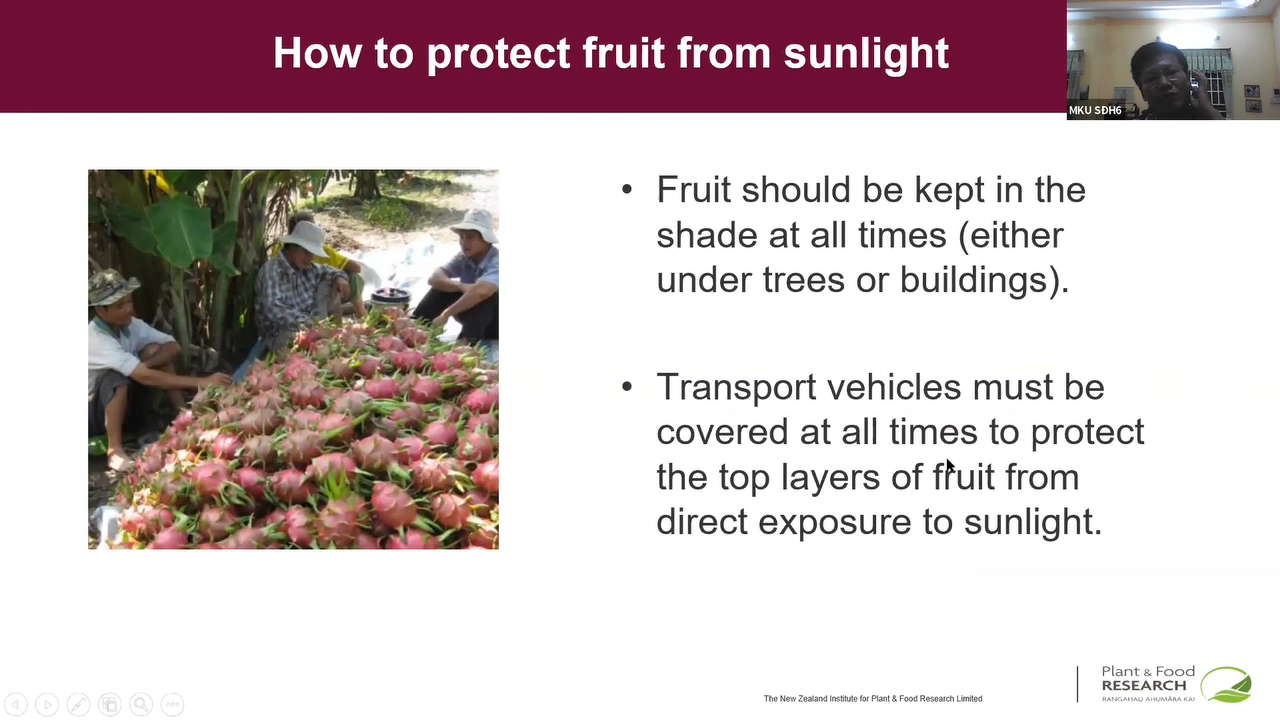 How to protect fruit from sunlight
MKU SĐH6
• Fruit should be kept in the
shade at all times (either
under trees or buildings).
• Transport vehicles must be
covered at all times to protect
the top layers of fruit from
direct exposure to sunlight.
The New Zealand Institute for Plant & Food Research Limited
Plant & Food
RESEARCH
RANGAHAU AHUMĀRA KAI